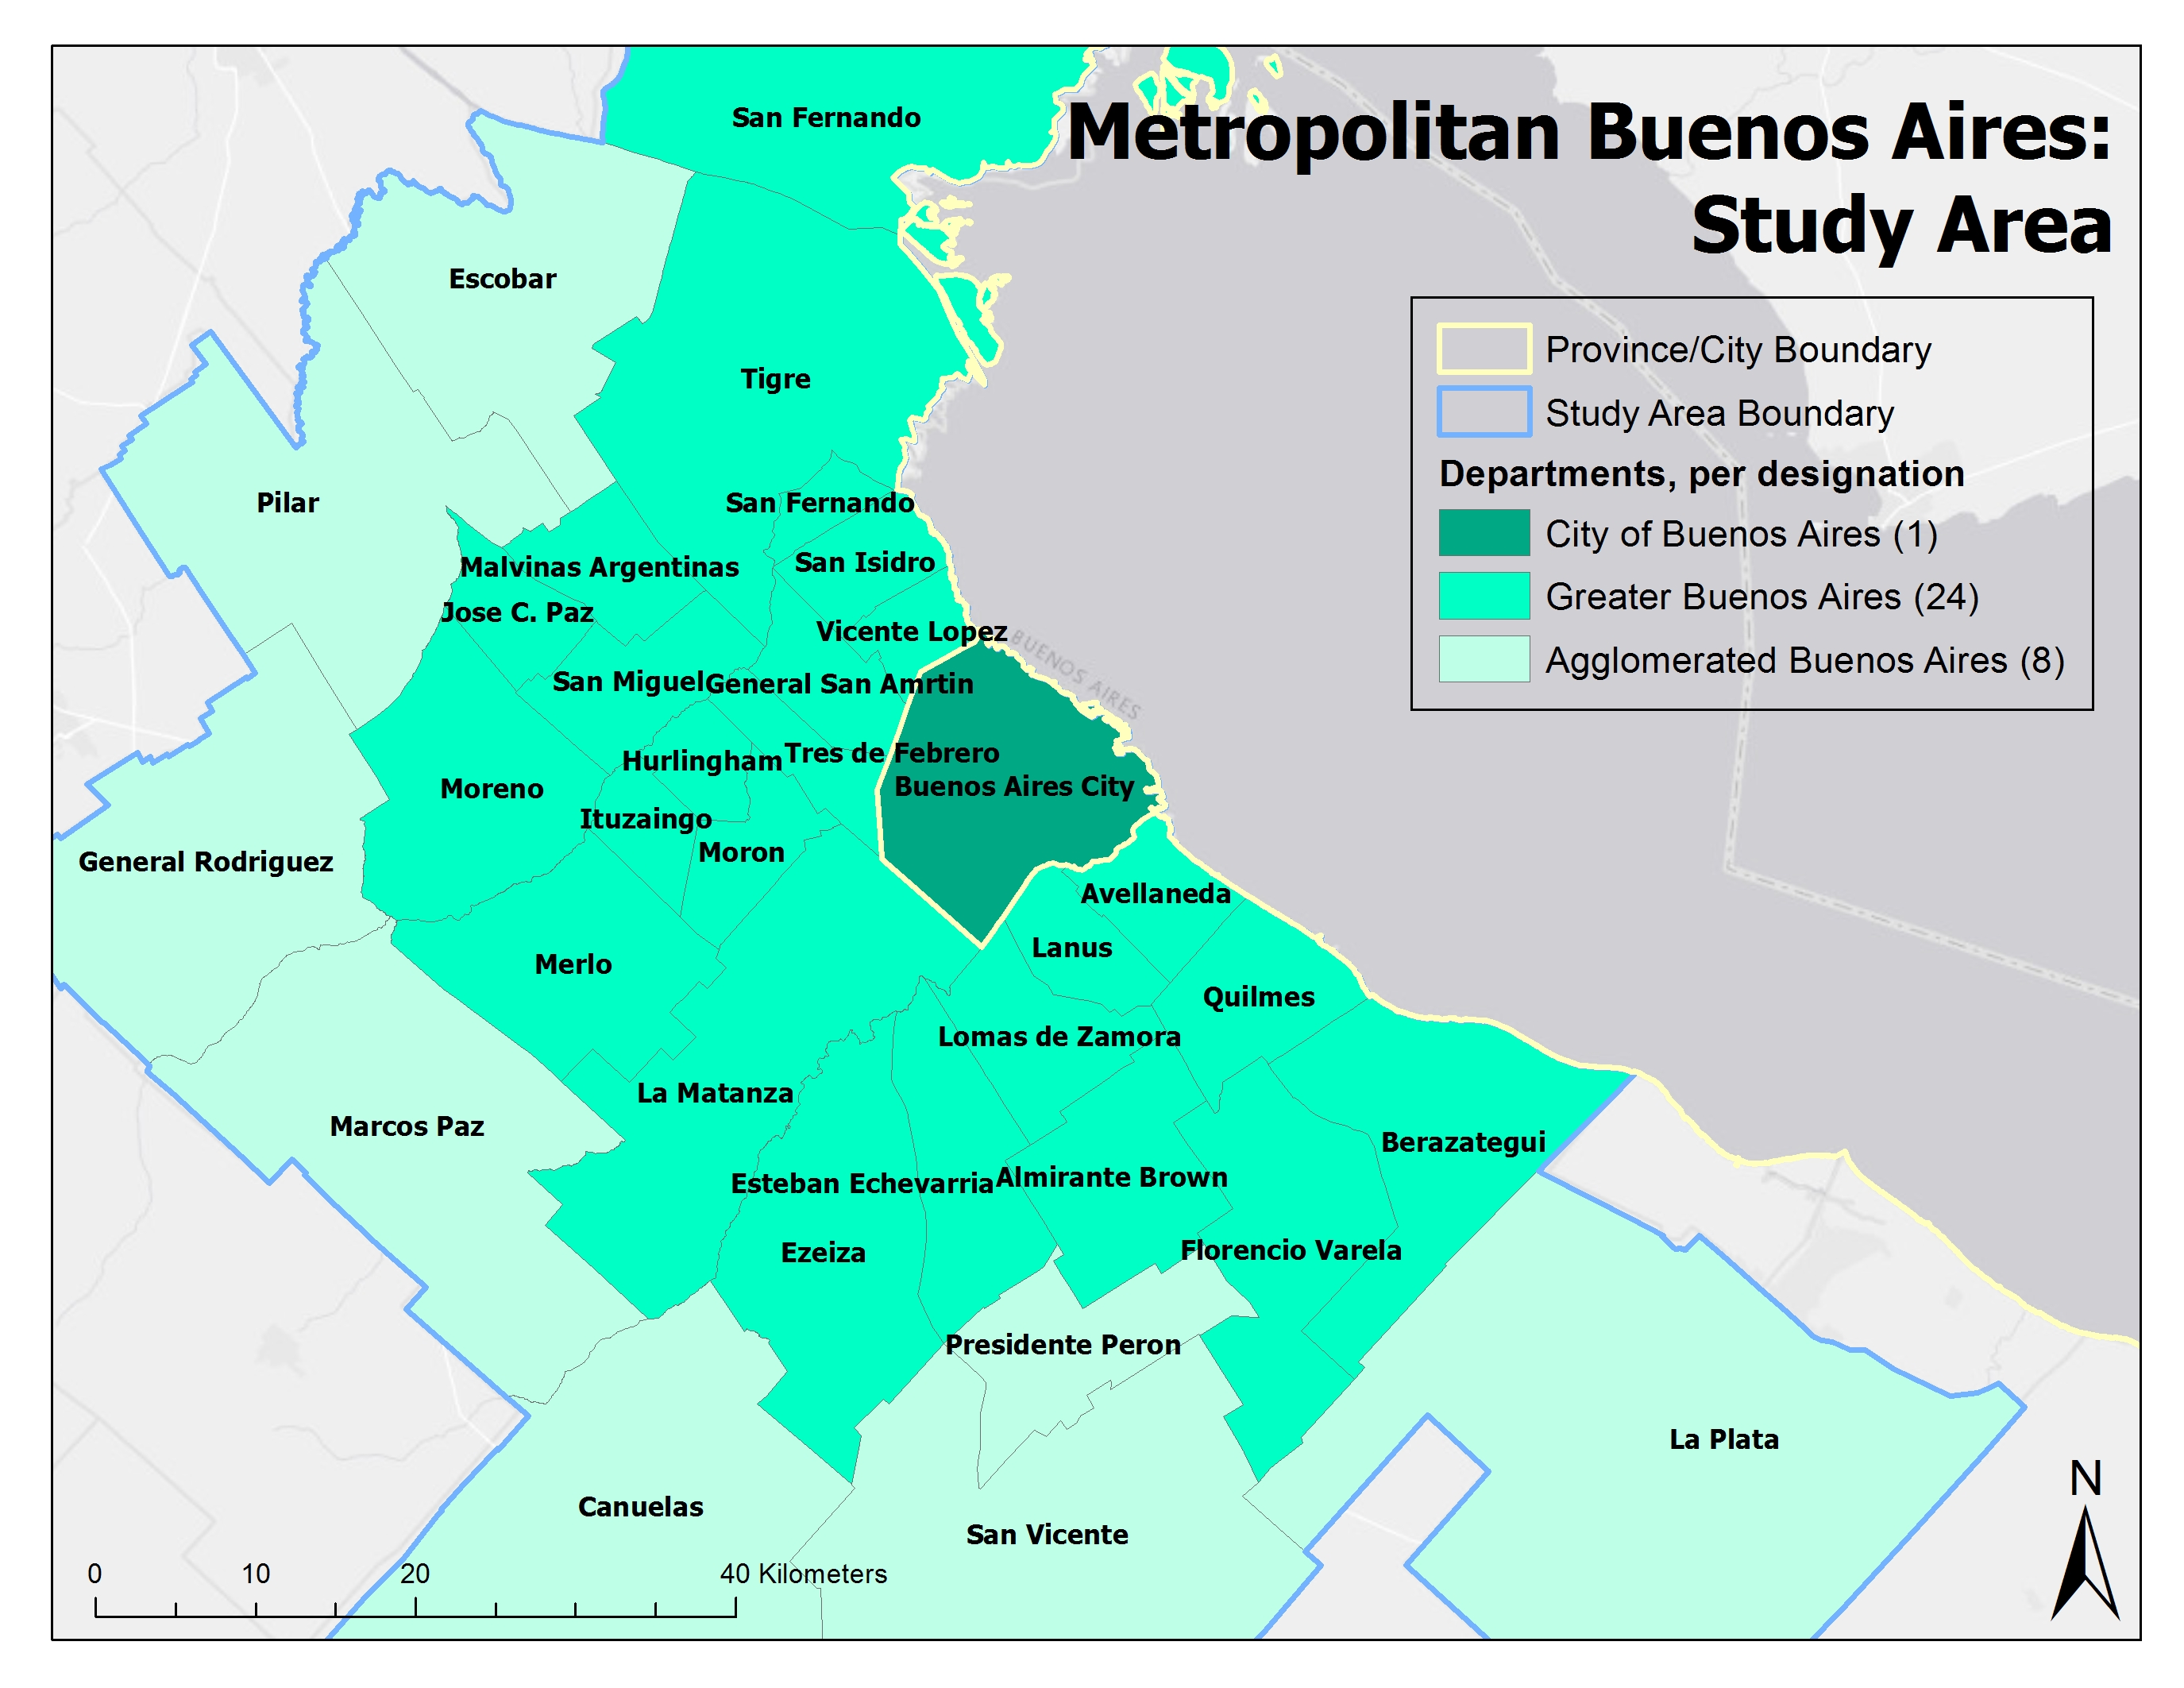 Metropolitan Buenos Aires:
Study Area
Province/City Boundary
Study Area Boundary
Departments, per designation
City of Buenos Aires (1)
Greater Buenos Aires (24)
Agglomerated Buenos Aires (8)
San Fernando
Escobar
Tigre
Pilar
San Fernando
San Isidro
Malvinas Argentinas
Jose C. Paz
Vicente Lopez
BUENOS AIRES
San Miguel
General San Amrtin
Hurlingham
Tres de Febrero
Buenos Aires City
Moreno
Ituzaingo
Moron
General Rodriguez
Avellaneda
Lanus
Merlo
Quilmes
Lomas de Zamora
La Matanza
Marcos Paz
Berazategui
Esteban Echevarria
Almirante Brown
Ezeiza
Florencio Varela
Presidente Peron
La Plata
Canuelas
San Vicente
N
0 10 20 40 Kilometers